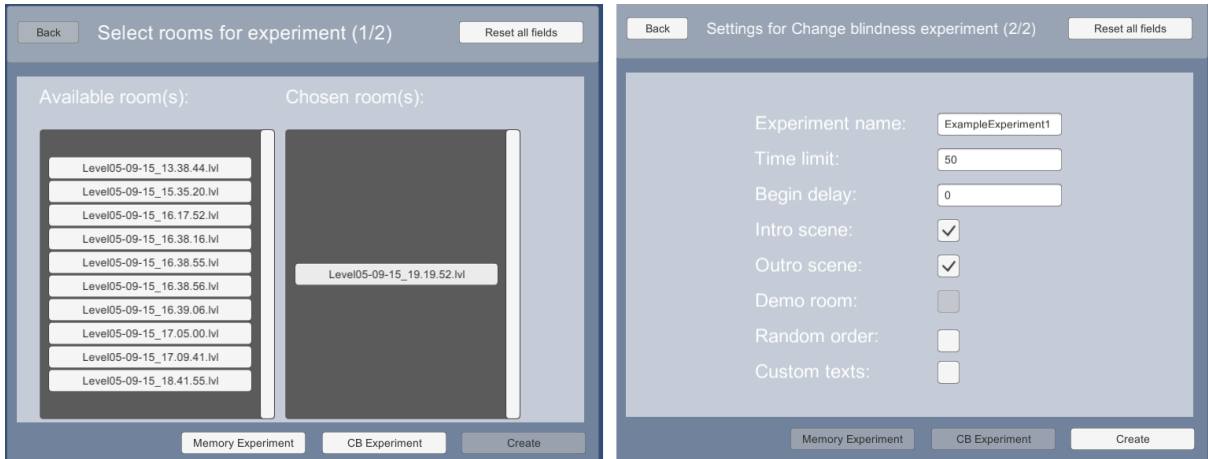 Back
Select rooms for experiment (1/2)
Reset all fields
Available room(s):
Chosen room(s):
Level05-09-15_13.38.44.lvl
Level05-09-15_15.35.20.lvl
Level05-09-15_16.17.52.lvl
Level05-09-15_16.38.16.lvl
Level05-09-15_16.38.55.lvl
Level05-09-15_16.38.56.lvl
Level05-09-15_16.39.06.lvl
Level05-09-15_17.05.00.lvl
Level05-09-15_17.09.41.lvl
Level05-09-15_18.41.55.lvl
Level05-09-15_19.19.52.lvl
Memory Experiment
CB Experiment
Create
Back
Settings for Change blindness experiment (2/2)
Reset all fields
Experiment name: ExampleExperiment1
Time limit: 50
Begin delay: 0
Intro scene:
Outro scene:
Demo room:
Random order:
Custom texts:
Memory Experiment
CB Experiment
Create